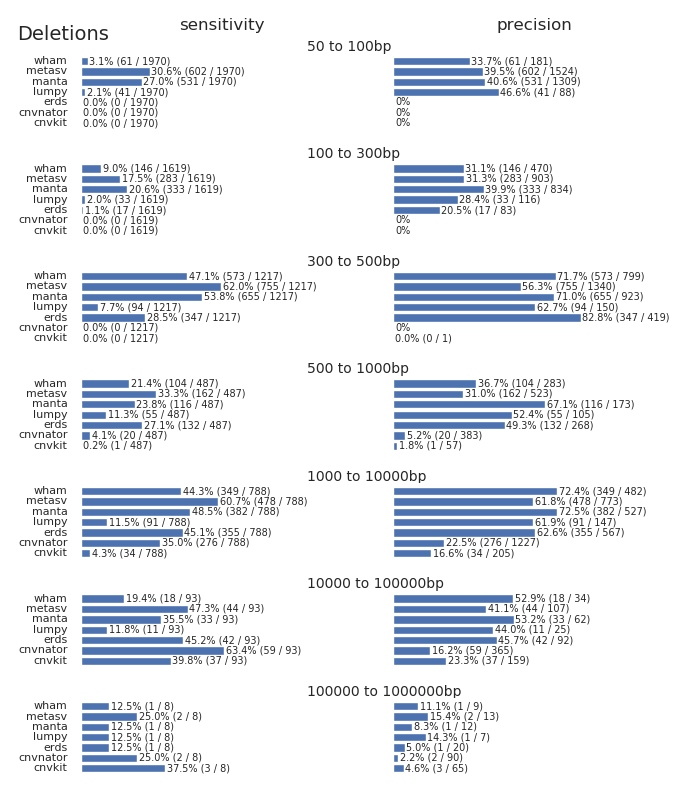 Deletions sensitivity precision
50 to 100bp
wham 3.1% (61 / 1970) 33.7% (61 / 181)
metasv 30.6% (602 / 1970) 39.5% (602 / 1524)
manta 27.0% (531 / 1970) 40.6% (531 / 1309)
lumpy 2.1% (41 / 1970) 46.6% (41 / 88)
erds 0.0% (0 / 1970) 0%
cnvnator 0.0% (0 / 1970) 0%
cnvkit 0.0% (0 / 1970) 0%
100 to 300bp
wham 9.0% (146 / 1619) 31.1% (146 / 470)
metasv 17.5% (283 / 1619) 31.3% (283 / 903)
manta 20.6% (333 / 1619) 39.9% (333 / 834)
lumpy 2.0% (33 / 1619) 28.4% (33 / 116)
erds 1.1% (17 / 1619) 20.5% (17 / 83)
cnvnator 0.0% (0 / 1619) 0%
cnvkit 0.0% (0 / 1619) 0%
300 to 500bp
wham 47.1% (573 / 1217) 71.7% (573 / 799)
metasv 62.0% (755 / 1217) 56.3% (755 / 1340)
manta 53.8% (655 / 1217) 71.0% (655 / 923)
lumpy 7.7% (94 / 1217) 62.7% (94 / 150)
erds 28.5% (347 / 1217) 82.8% (347 / 419)
cnvnator 0.0% (0 / 1217) 0%
cnvkit 0.0% (0 / 1217) 0.0% (0 / 1)
500 to 1000bp
wham 21.4% (104 / 487) 36.7% (104 / 283)
metasv 33.3% (162 / 487) 31.0% (162 / 523)
manta 23.8% (116 / 487) 67.1% (116 / 173)
lumpy 11.3% (55 / 487) 52.4% (55 / 105)
erds 27.1% (132 / 487) 49.3% (132 / 268)
cnvnator 4.1% (20 / 487) 5.2% (20 / 383)
cnvkit 0.2% (1 / 487) 1.8% (1 / 57)
1000 to 10000bp
wham 44.3% (349 / 788) 72.4% (349 / 482)
metasv 60.7% (478 / 788) 61.8% (478 / 773)
manta 48.5% (382 / 788) 72.5% (382 / 527)
lumpy 11.5% (91 / 788) 61.9% (91 / 147)
erds 45.1% (355 / 788) 62.6% (355 / 567)
cnvnator 35.0% (276 / 788) 22.5% (276 / 1227)
cnvkit 4.3% (34 / 788) 16.6% (34 / 205)
10000 to 100000bp
wham 19.4% (18 / 93) 52.9% (18 / 34)
metasv 47.3% (44 / 93) 41.1% (44 / 107)
manta 35.5% (33 / 93) 53.2% (33 / 62)
lumpy 11.8% (11 / 93) 44.0% (11 / 25)
erds 45.2% (42 / 93) 45.7% (42 / 92)
cnvnator 63.4% (59 / 93) 16.2% (59 / 365)
cnvkit 39.8% (37 / 93) 23.3% (37 / 159)
100000 to 1000000bp
wham 12.5% (1 / 8) 11.1% (1 / 9)
metasv 25.0% (2 / 8) 15.4% (2 / 13)
manta 12.5% (1 / 8) 8.3% (1 / 12)
lumpy 12.5% (1 / 8) 14.3% (1 / 7)
erds 12.5% (1 / 8) 5.0% (1 / 20)
cnvnator 25.0% (2 / 8) 2.2% (2 / 90)
cnvkit 37.5% (3 / 8) 4.6% (3 / 65)